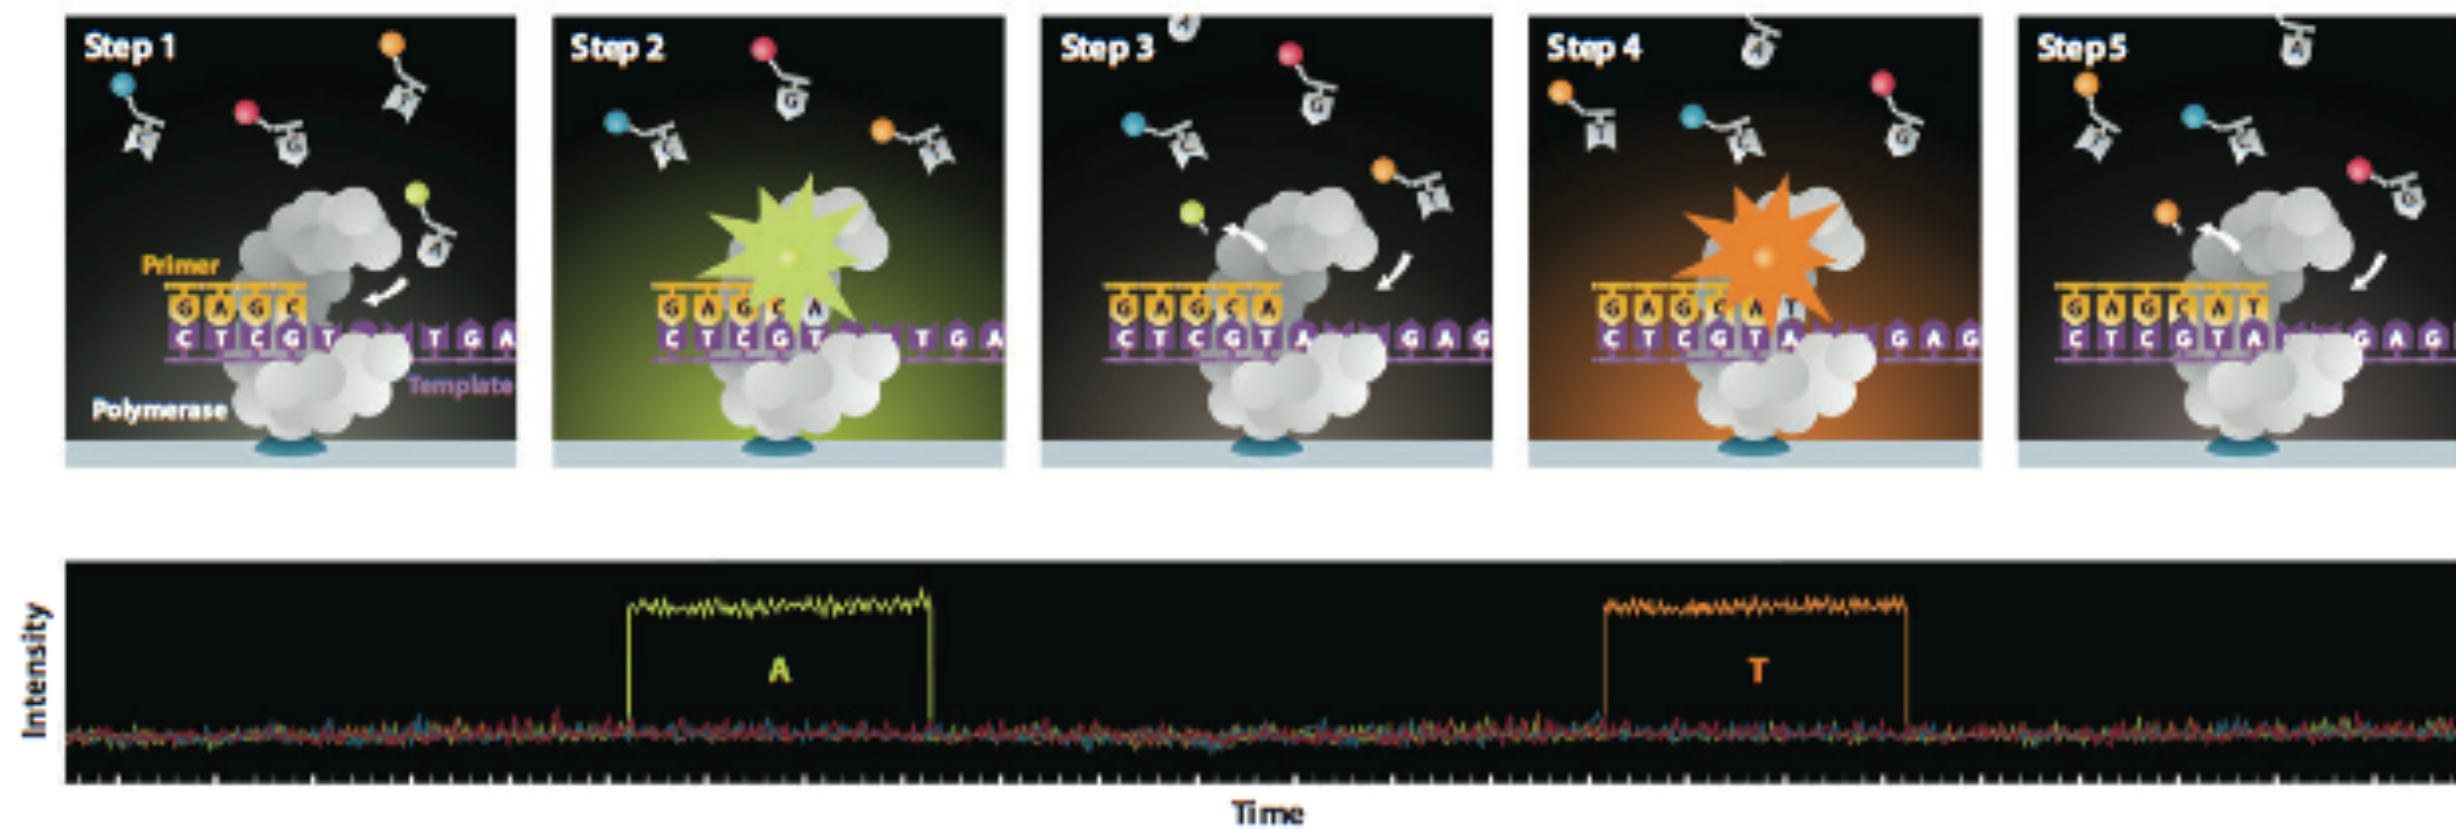 Step 1
Step 2
Step 3
Step 4
Step 5
A
G
G
A
G
T
G
A
G
C
G
T
C
G
A
Primer
G A G C
C T C G T T G A
Template
Polymerase
G A G C A
C T C G T T G A
G A G C A
C T C G T A G A G
G A G C A T
C T C G T A G A G
G A G C A T
C T C G T A G A G
Intensity
A
T
Time